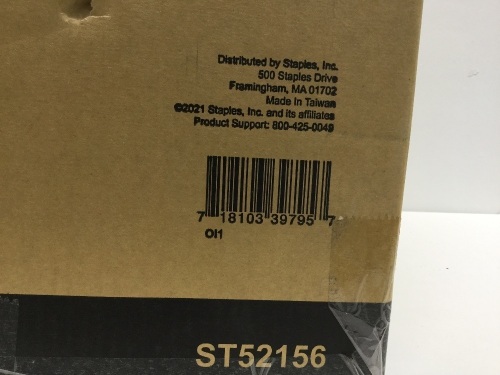 Distributed by Staples, Inc.
500 Staples Drive
Framingham, MA 01702
Made in Taiwan
©2021 Staples, Inc. and its affiliates
Product Support: 800-425-0049
7 18103 39795 7
OI1
ST52156